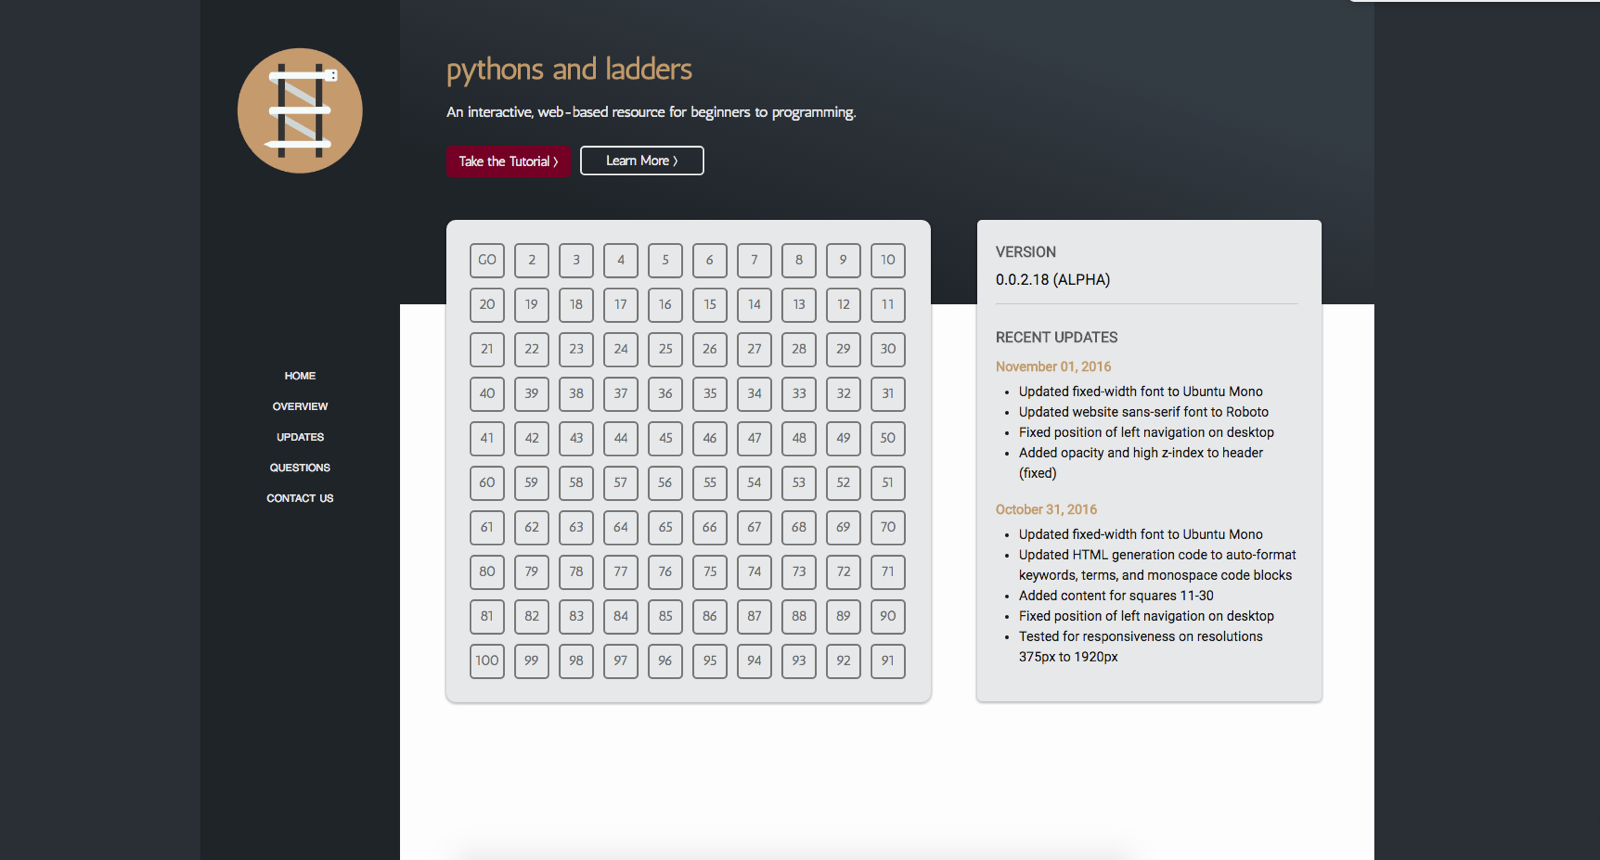 pythons and ladders
An interactive, web-based resource for beginners to programming.
Take the Tutorial ›
Learn More ›
GO 2 3 4 5 6 7 8 9 10
20 19 18 17 16 15 14 13 12 11
21 22 23 24 25 26 27 28 29 30
40 39 38 37 36 35 34 33 32 31
41 42 43 44 45 46 47 48 49 50
60 59 58 57 56 55 54 53 52 51
61 62 63 64 65 66 67 68 69 70
80 79 78 77 76 75 74 73 72 71
81 82 83 84 85 86 87 88 89 90
100 99 98 97 96 95 94 93 92 91
VERSION
0.0.2.18 (ALPHA)
RECENT UPDATES
November 01, 2016
• Updated fixed-width font to Ubuntu Mono
• Updated website sans-serif font to Roboto
• Fixed position of left navigation on desktop
• Added opacity and high z-index to header
(fixed)
October 31, 2016
• Updated fixed-width font to Ubuntu Mono
• Updated HTML generation code to auto-format
keywords, terms, and monospace code blocks
• Added content for squares 11-30
• Fixed position of left navigation on desktop
• Tested for responsiveness on resolutions
375px to 1920px
HOME
OVERVIEW
UPDATES
QUESTIONS
CONTACT US